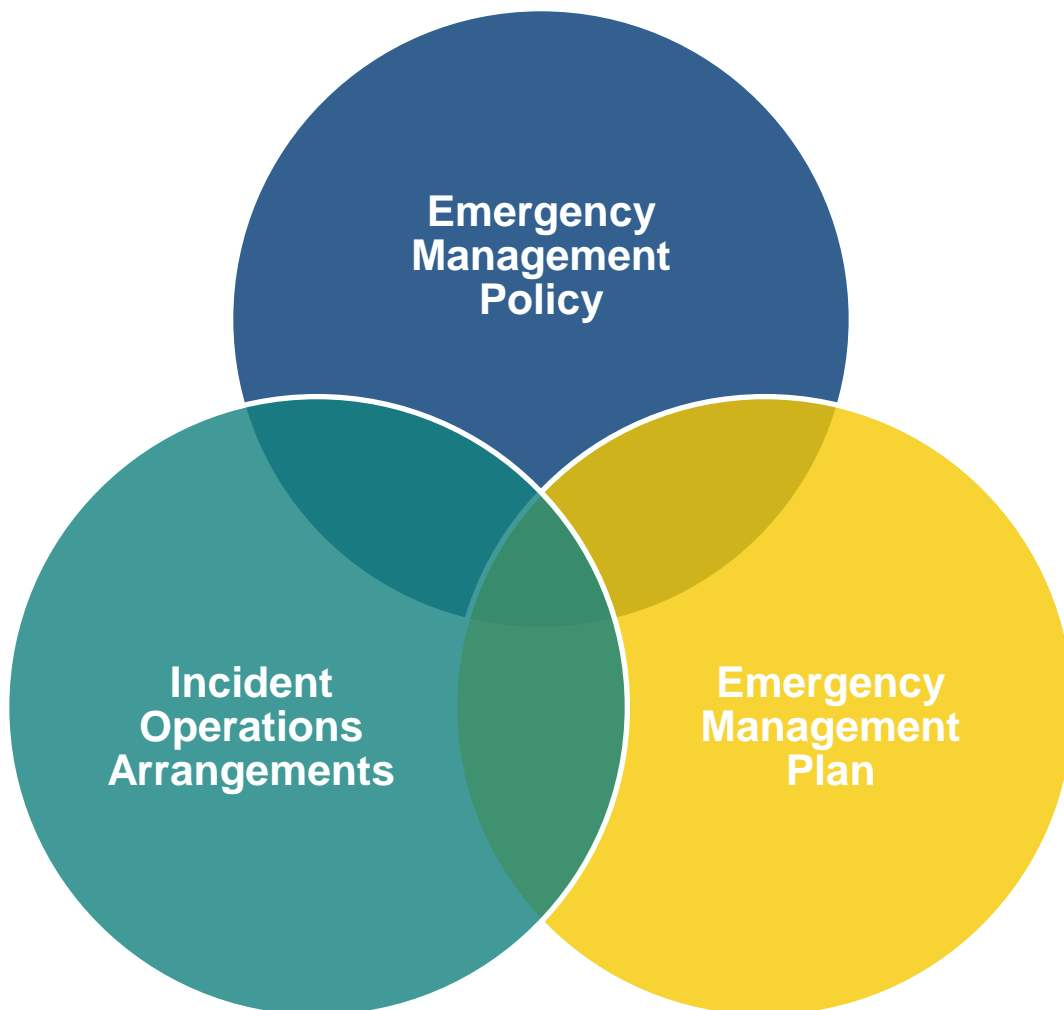 Emergency
Management
Policy
Incident
Operations
Arrangements
Emergency
Management
Plan